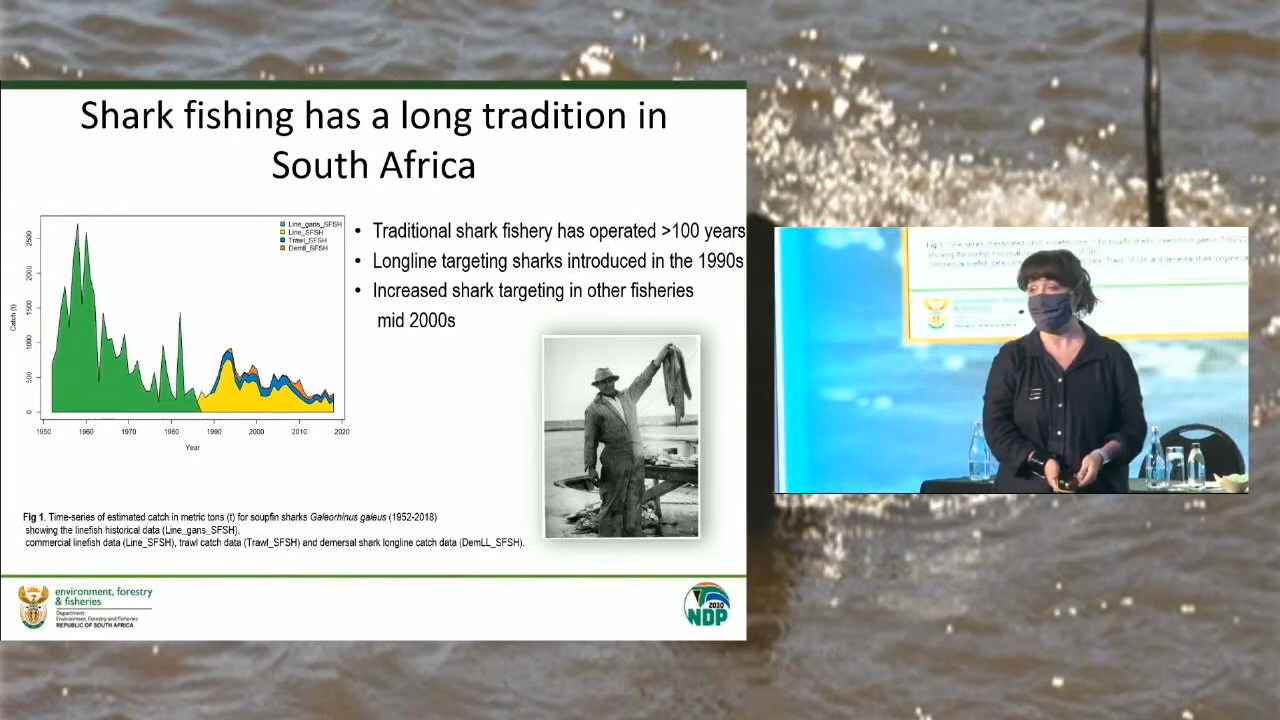 Shark fishing has a long tradition in
South Africa
Line_gans_SFSH
Line_SFSH
Trawl_SFSH
Demll_SFSH
Catch (t)
0
500
1000
1500
2000
2500
1950
1960
1970
1980
1990
2000
2010
2020
Year
• Traditional shark fishery has operated >100 years
• Longline targeting sharks introduced in the 1990s
• Increased shark targeting in other fisheries
mid 2000s
Fig 1. Time-series of estimated catch in metric tons (t) for soupfin sharks Galeorhinus galeus (1952-2018)
showing the linefish historical data (Line_gans_SFSH),
commercial linefish data (Line_SFSH), trawl catch data (Trawl_SFSH) and demersal shark longline catch data (DemLL_SFSH).
environment, forestry
& fisheries
Department:
Environment, Forestry and Fisheries
REPUBLIC OF SOUTH AFRICA
2030
NDP